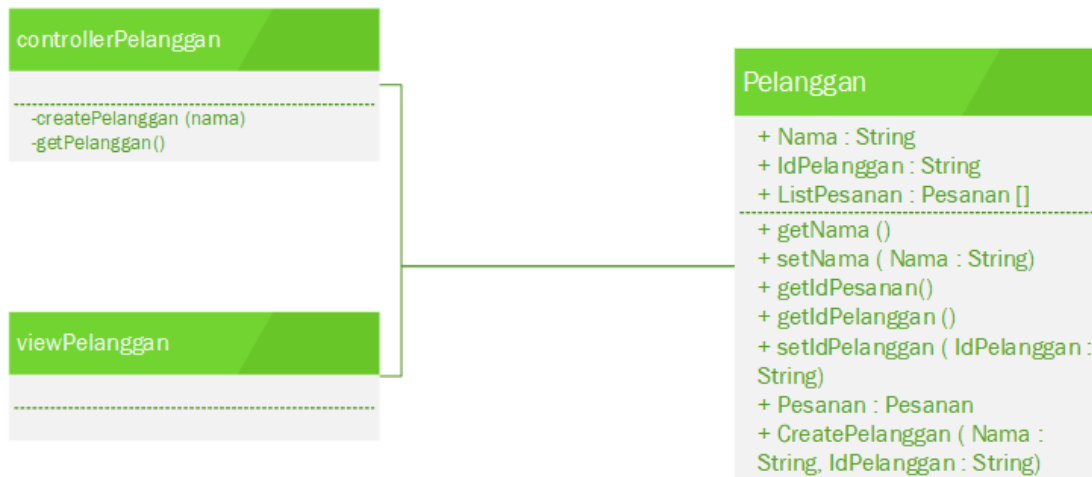 controllerPelanggan
-createPelanggan (nama)
-getPelanggan()
viewPelanggan
Pelanggan
+ Nama : String
+ IdPelanggan : String
+ ListPesanan : Pesanan []
+ getNama ()
+ setNama ( Nama : String)
+ getIdPesanan()
+ getIdPelanggan ()
+ setIdPelanggan ( IdPelanggan :
String)
+ Pesanan : Pesanan
+ CreatePelanggan ( Nama :
String, IdPelanggan : String)